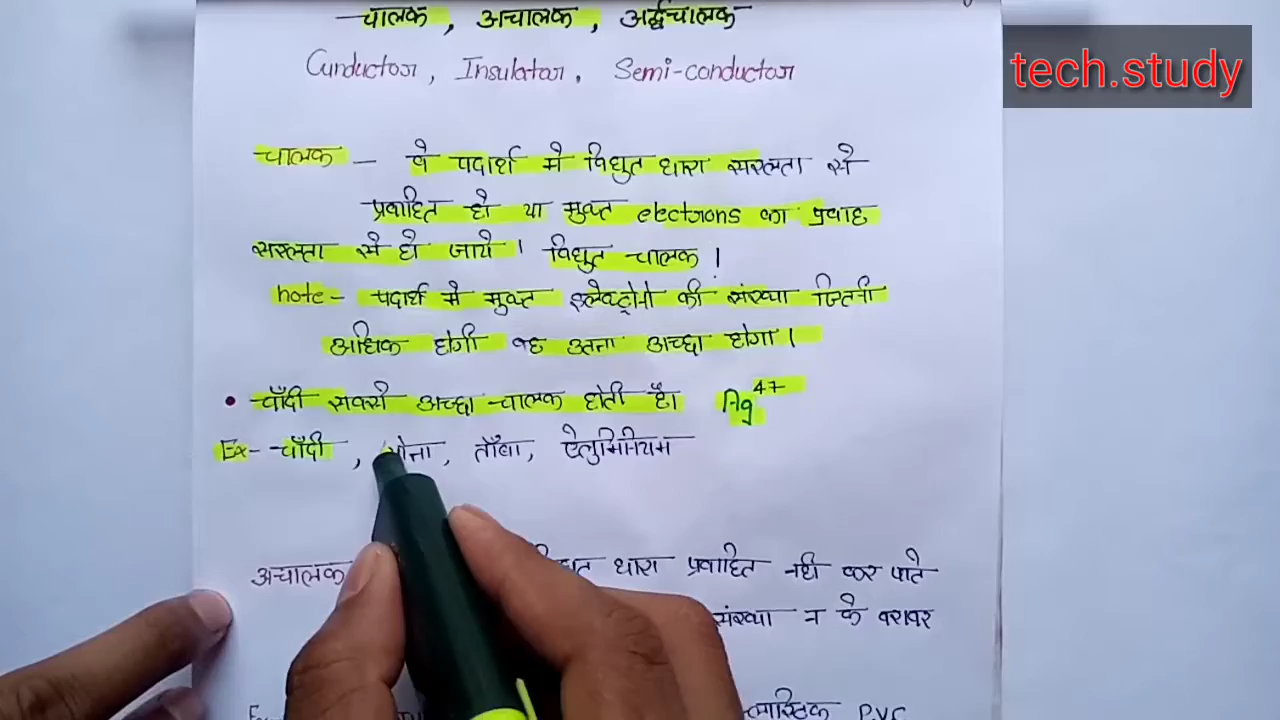 चालक, अचालक, अर्द्धचालक
tech.study
Cunductor, Insulator, Semi-conductor
चालक - वे पदार्थ मे विधुत धारा सरलता से
प्रवाहित हो या मुक्त electrons का प्रवाह
सरलता से हो जाये। विधुत चालक।
note- पदार्थ मे मुक्त इलेक्ट्रोनो की संख्या जितनी
अधिक होगी वह उतना अच्छा होगा।
• चाँदी सबसे अच्छा चालक होती है। Ag⁴⁷
Ex- चाँदी, सोना, ताँबा, ऐलुमिनियम
अचालक धारा प्रवाहित नही कर पाते
संख्या न के बराबर
PVC